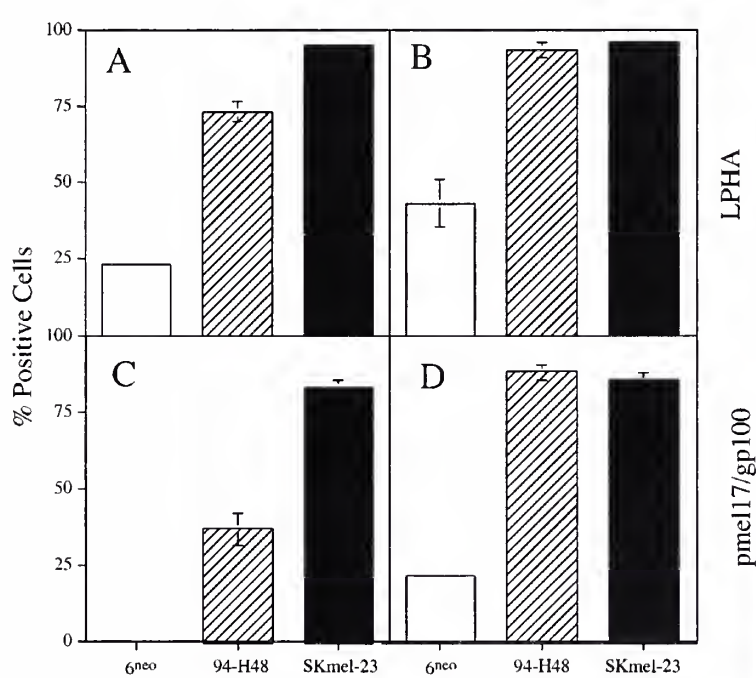 100
A
B
75
50
25
LPHA
% Positive Cells
100
C
D
75
50
25
0
pmel17/gp100
6neo 94-H48 SKmel-23 6neo 94-H48 SKmel-23